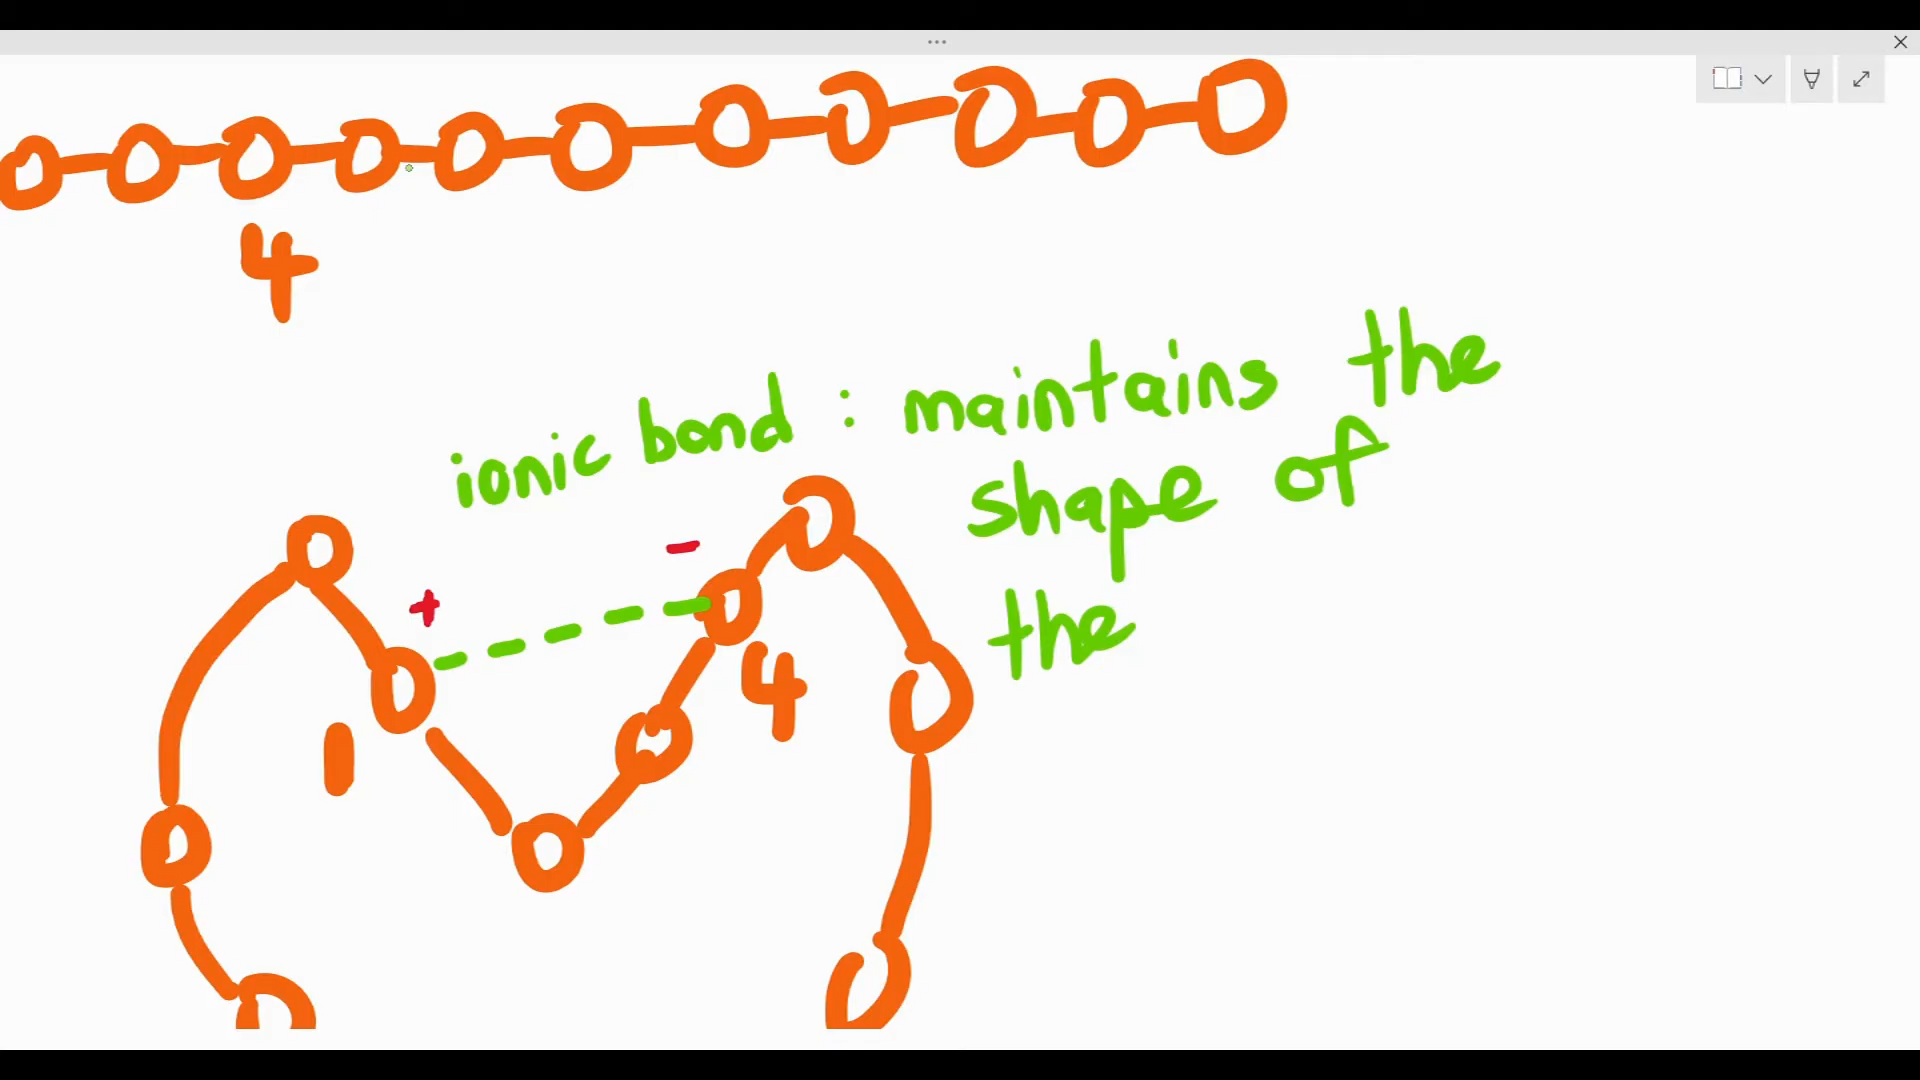 4
ionic bond : maintains the
shape of
the
+
-
1
4